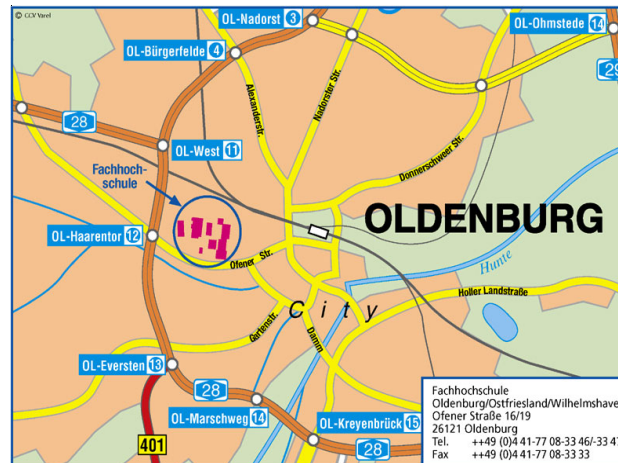 © CCV Varel
OL-Nadorst 3
OL-Ohmstede 14
OL-Bürgerfelde 4
29
Alexanderstr.
Nadorster Str.
28
OL-West 11
Donnerschweer Str.
Fachhoch-
schule
OLDENBURG
OL-Haarentor 12
Ofener Str.
Hunte
Holler Landstraße
City
Gartenstr.
Damm
OL-Eversten 13
28
OL-Marschweg 14
OL-Kreyenbrück 15
401
28
Fachhochschule
Oldenburg/Ostfriesland/Wilhelmshave
Ofener Straße 16/19
26121 Oldenburg
Tel. ++49 (0)4 41-77 08-33 46/-33 47
Fax ++49 (0)4 41-77 08-33 33